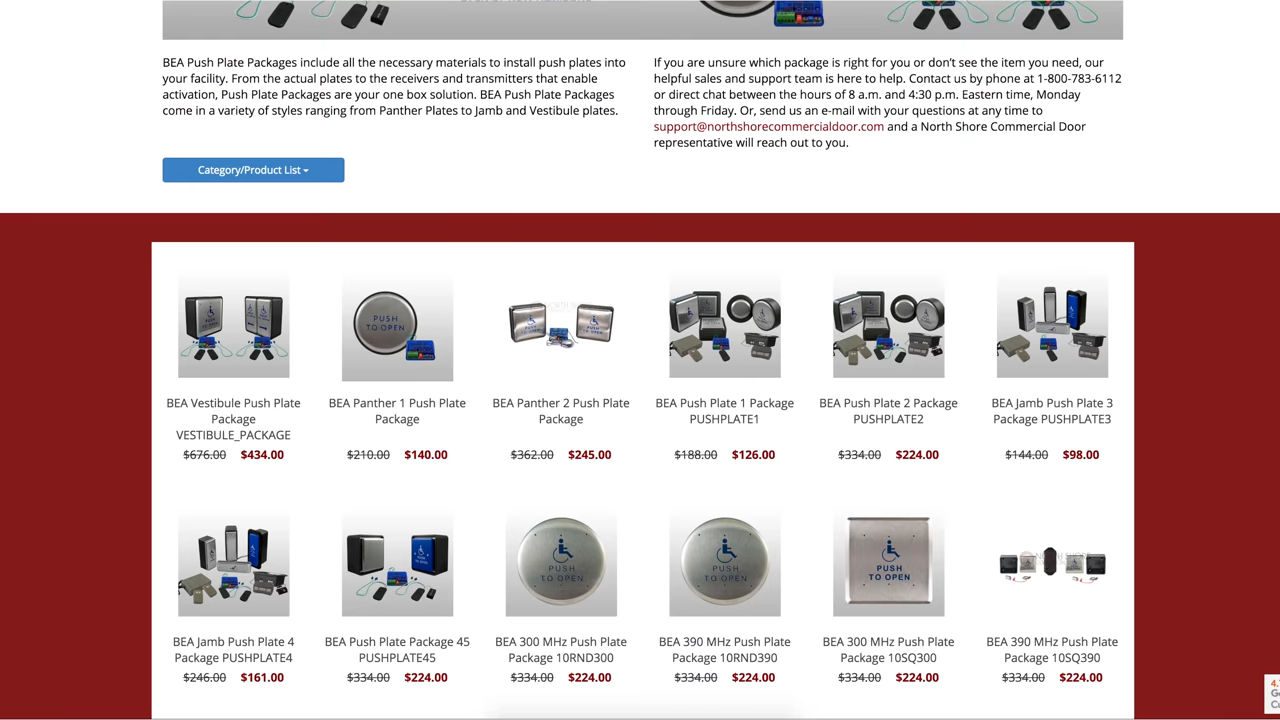 BEA Push Plate Packages include all the necessary materials to install push plates into
your facility. From the actual plates to the receivers and transmitters that enable
activation, Push Plate Packages are your one box solution. BEA Push Plate Packages
come in a variety of styles ranging from Panther Plates to Jamb and Vestibule plates.
If you are unsure which package is right for you or don't see the item you need, our
helpful sales and support team is here to help. Contact us by phone at 1-800-783-6112
or direct chat between the hours of 8 a.m. and 4:30 p.m. Eastern time, Monday
through Friday. Or, send us an e-mail with your questions at any time to
support@northshorecommercialdoor.com and a North Shore Commercial Door
representative will reach out to you.
Category/Product List
PUSH
TO OPEN
BEA Vestibule Push Plate
Package
VESTIBULE_PACKAGE
$676.00 $434.00
BEA Panther 1 Push Plate
Package
$210.00 $140.00
BEA Panther 2 Push Plate
Package
$362.00 $245.00
BEA Push Plate 1 Package
PUSHPLATE1
$188.00 $126.00
BEA Push Plate 2 Package
PUSHPLATE2
$334.00 $224.00
BEA Jamb Push Plate 3
Package PUSHPLATE3
$144.00 $98.00
PUSH
TO OPEN
PUSH
TO OPEN
PUSH
TO OPEN
BEA Jamb Push Plate 4
Package PUSHPLATE4
$246.00 $161.00
BEA Push Plate Package 45
PUSHPLATE45
$334.00 $224.00
BEA 300 MHz Push Plate
Package 10RND300
$334.00 $224.00
BEA 390 MHz Push Plate
Package 10RND390
$334.00 $224.00
BEA 300 MHz Push Plate
Package 10SQ300
$334.00 $224.00
BEA 390 MHz Push Plate
Package 10SQ390
$334.00 $224.00